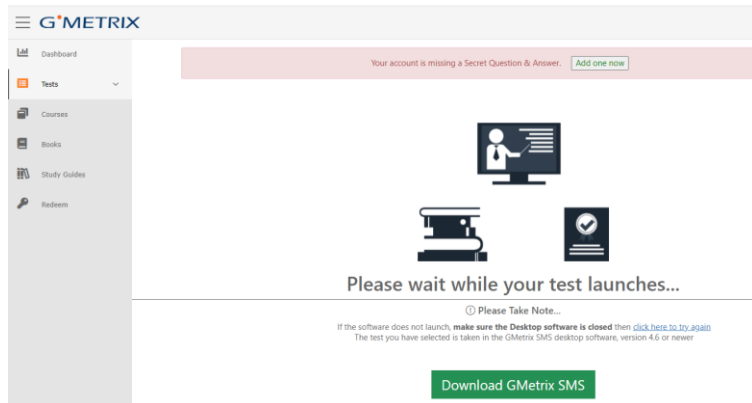 G*METRIX
Dashboard
Tests
Courses
Books
Study Guides
Redeem
Your account is missing a Secret Question & Answer. Add one now
Please wait while your test launches...
Please Take Note...
If the software does not launch, make sure the Desktop software is closed then click here to try again
The test you have selected is taken in the GMetrix SMS desktop software, version 4.6 or newer
Download GMetrix SMS